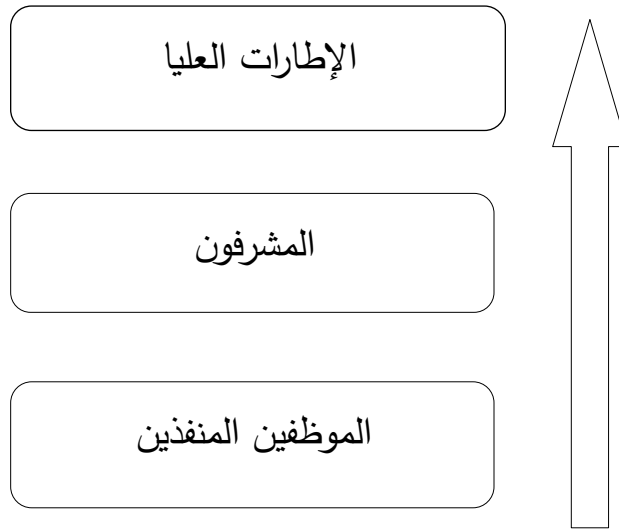 الإطارات العليا
المشرفون
الموظفين المنفذين